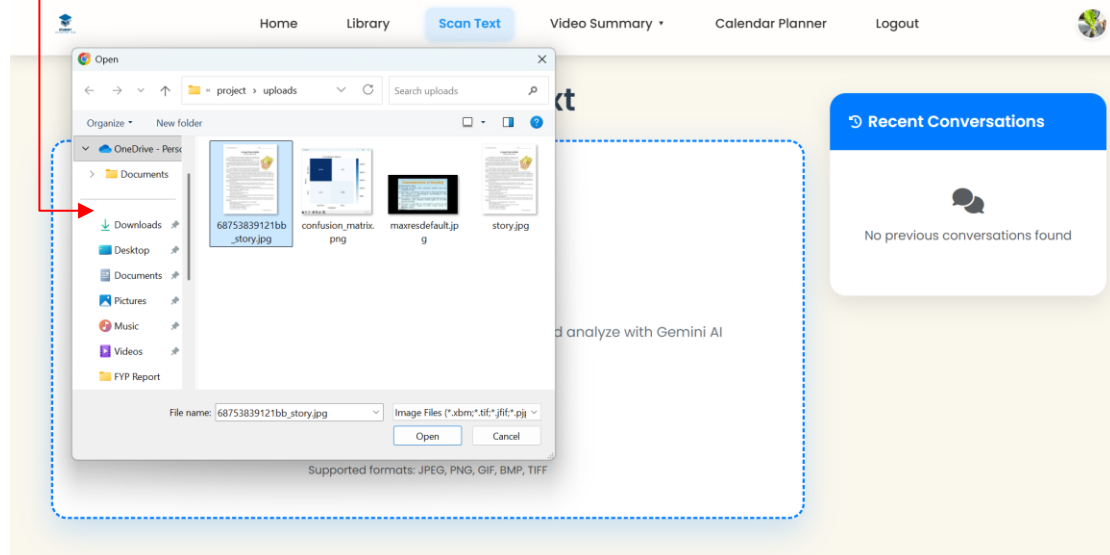 Home Library Scan Text Video Summary Calendar Planner Logout
Open
« project › uploads
Search uploads
xt
Organize New folder
Recent Conversations
OneDrive - Perso
Documents
Downloads
68753839121bb
_story.jpg
confusion_matrix.
png
maxresdefault.jp
g
story.jpg
No previous conversations found
Desktop
Documents
Pictures
Music
d analyze with Gemini AI
Videos
FYP Report
File name: 68753839121bb_story.jpg
Image Files (*.xbm;*.tif;*.jfif;*.pj
Open Cancel
Supported formats: JPEG, PNG, GIF, BMP, TIFF